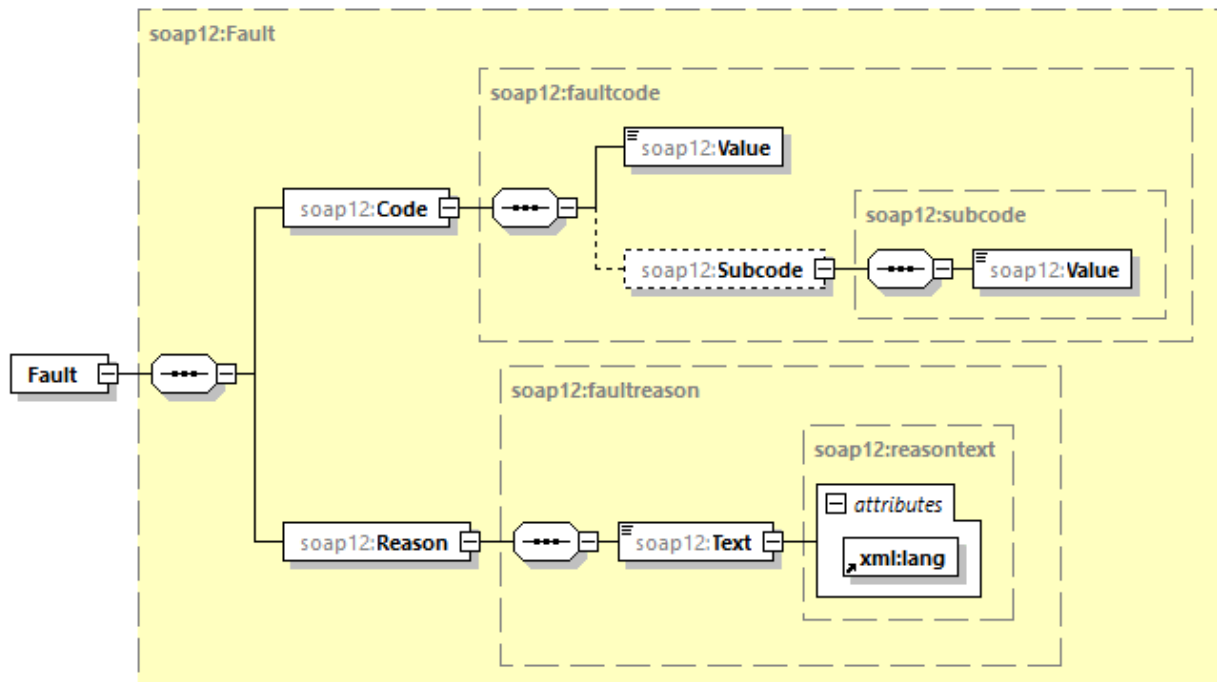 soap12:Fault
soap12:faultcode
soap12:Value
soap12:Code
soap12:subcode
soap12:Subcode
soap12:Value
Fault
soap12:faultreason
soap12:reasontext
attributes
soap12:Reason
soap12:Text
xml:lang